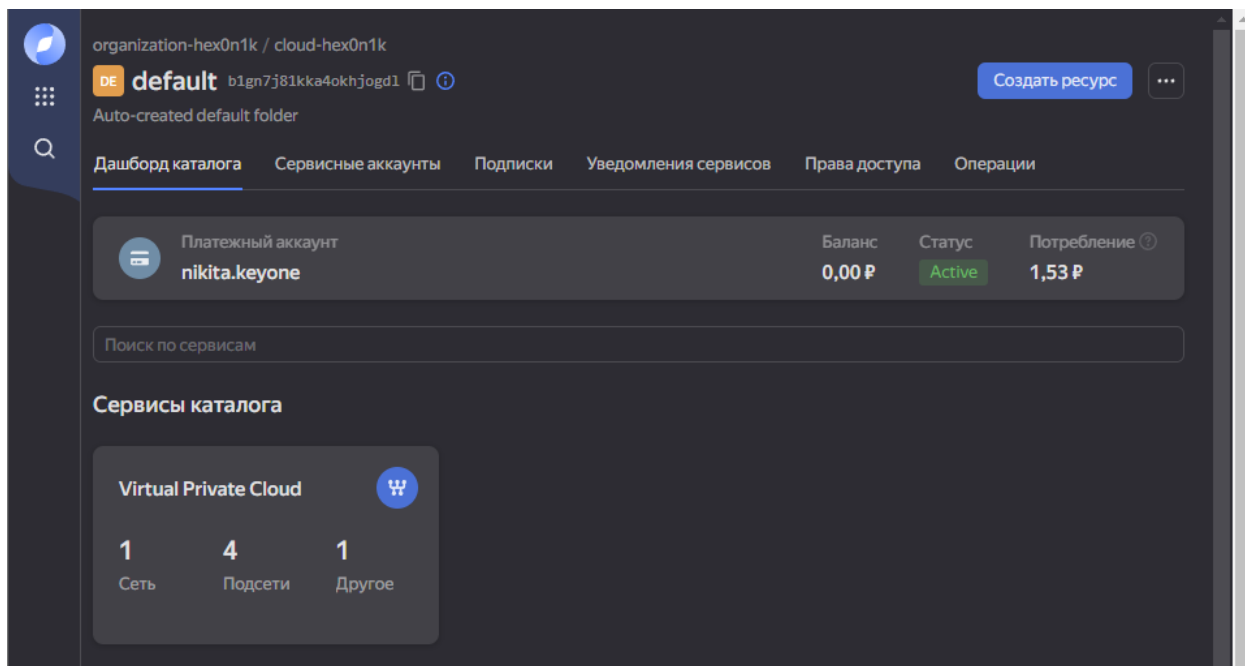 organization-hex0n1k / cloud-hex0n1k
DE default b1gn7j81kka4okhjogdl
Создать ресурс
Auto-created default folder
Дашборд каталога Сервисные аккаунты Подписки Уведомления сервисов Права доступа Операции
Платежный аккаунт Баланс Статус Потребление
nikita.keyone 0,00 ₽ Active 1,53 ₽
Поиск по сервисам
Сервисы каталога
Virtual Private Cloud
1 4 1
Сеть Подсети Другое